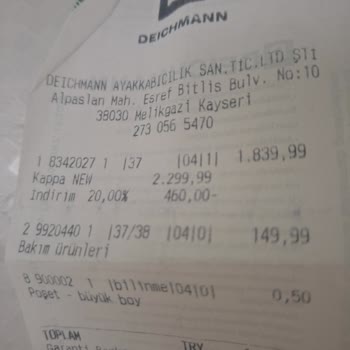 DEICHMANN
DEICHMANN AYAKKABICILIK SAN.TIC.LTD STI
Alpaslan Mah. Esref Bitlis Bulv. No:10
38030 Melikgazi Kayseri
273 056 5470
1 8342027 1 |37 |04|1| 1.839,99
Kappa NEW 2.299,99
Indirim 20,00% 460,00-
2 9920440 1 |37/38 |04|0| 149,99
Bakım ürünleri
8 900002 1 |bilinme|04|0| 0,50
Poşet - büyük boy
TOPLAM TRY